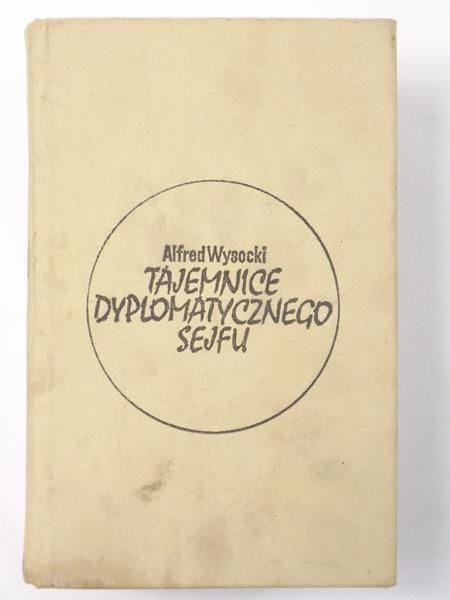 Alfred Wysocki
TAJEMNICE
DYPLOMATYCZNEGO
SEJFU